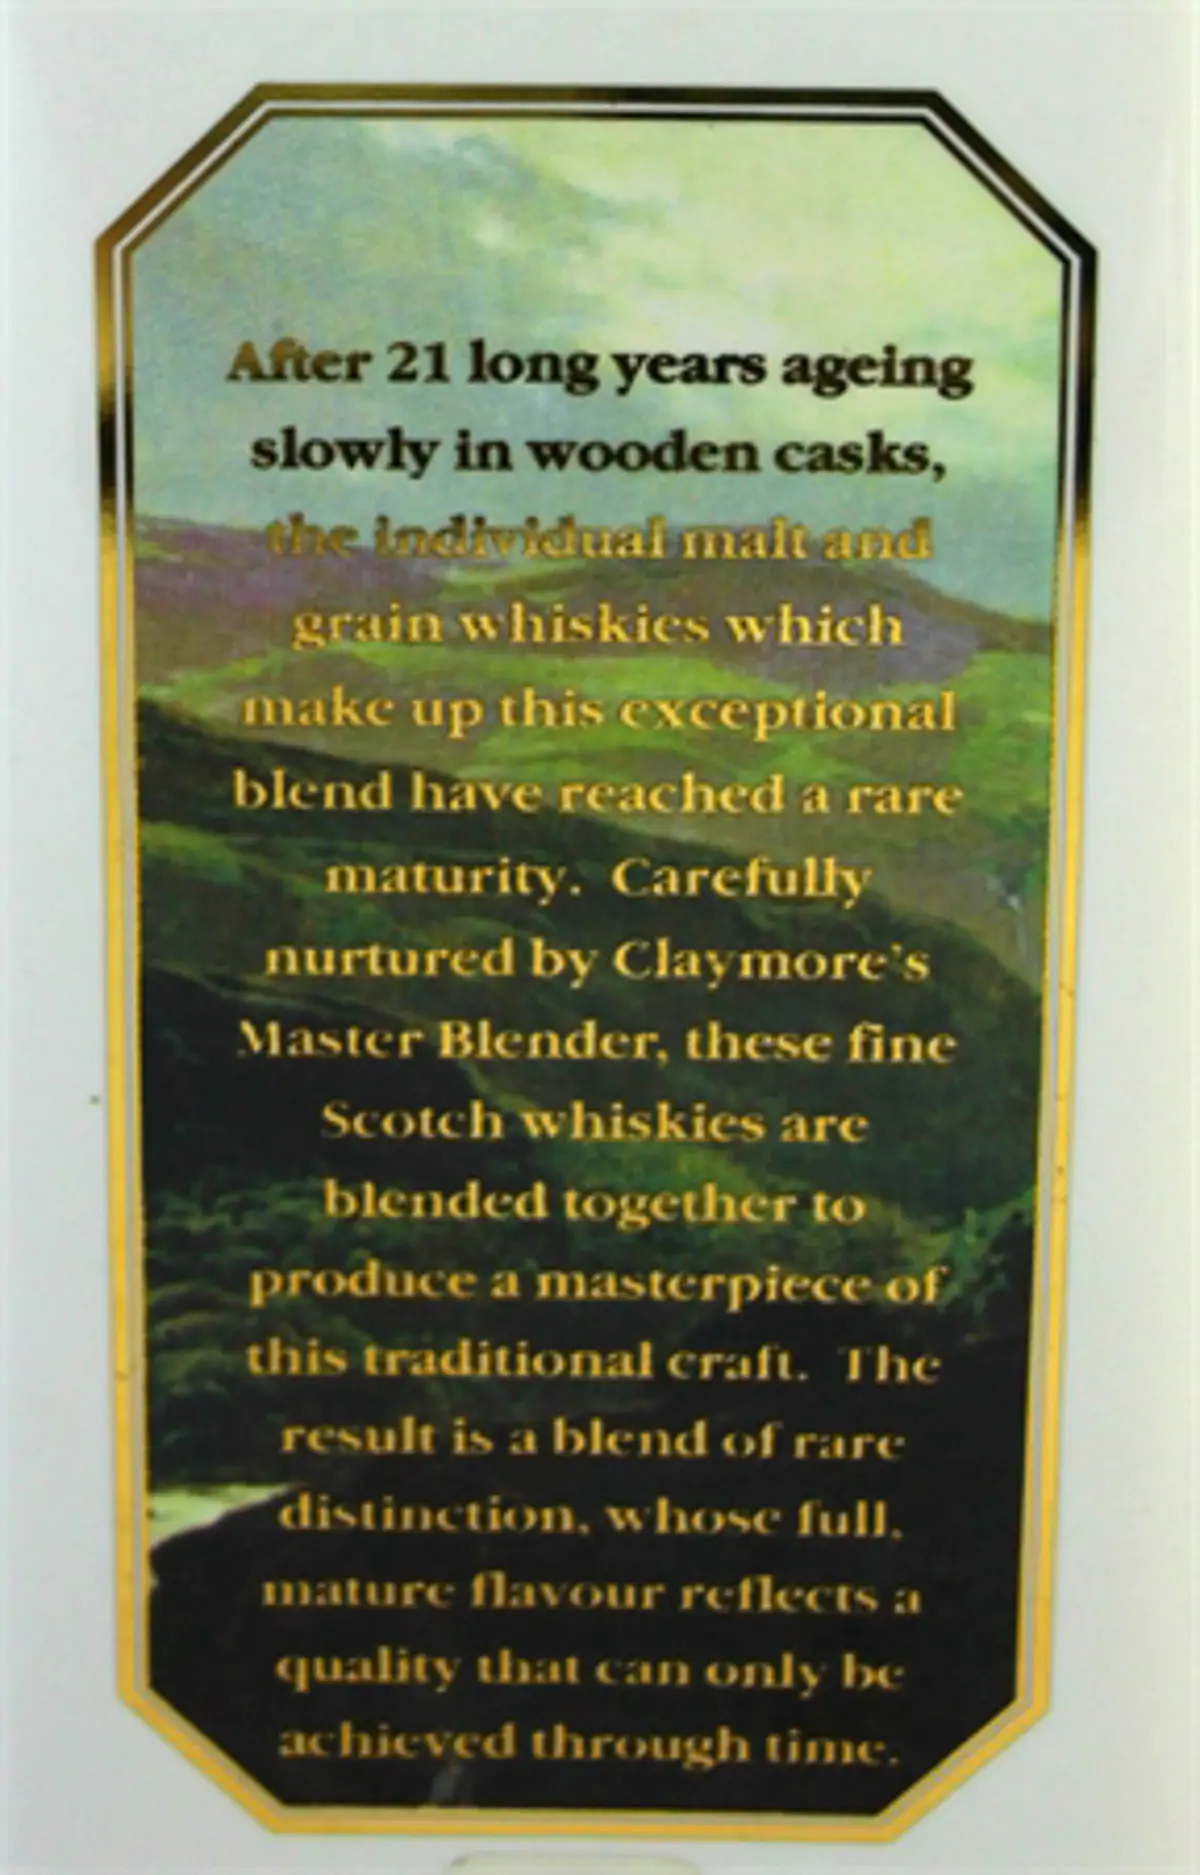 After 21 long years ageing
slowly in wooden casks,
the individual malt and
grain whiskies which
make up this exceptional
blend have reached a rare
maturity. Carefully
nurtured by Claymore's
Master Blender, these fine
Scotch whiskies are
blended together to
produce a masterpiece of
this traditional craft. The
result is a blend of rare
distinction, whose full,
mature flavour reflects a
quality that can only be
achieved through time.